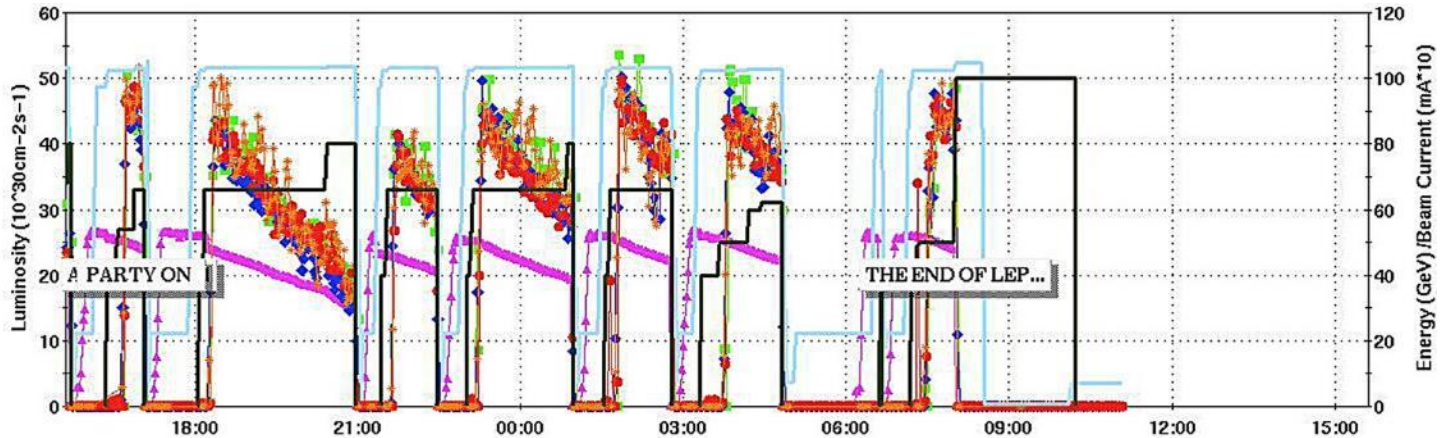 60
50
40
30
20
10
0
Luminosity (10^30cm-2s-1)
120
100
80
60
40
20
0
Energy (GeV) /Beam Current (mA*10)
A PARTY ON
THE END OF LEP...
18:00 21:00 00:00 03:00 06:00 09:00 12:00 15:00